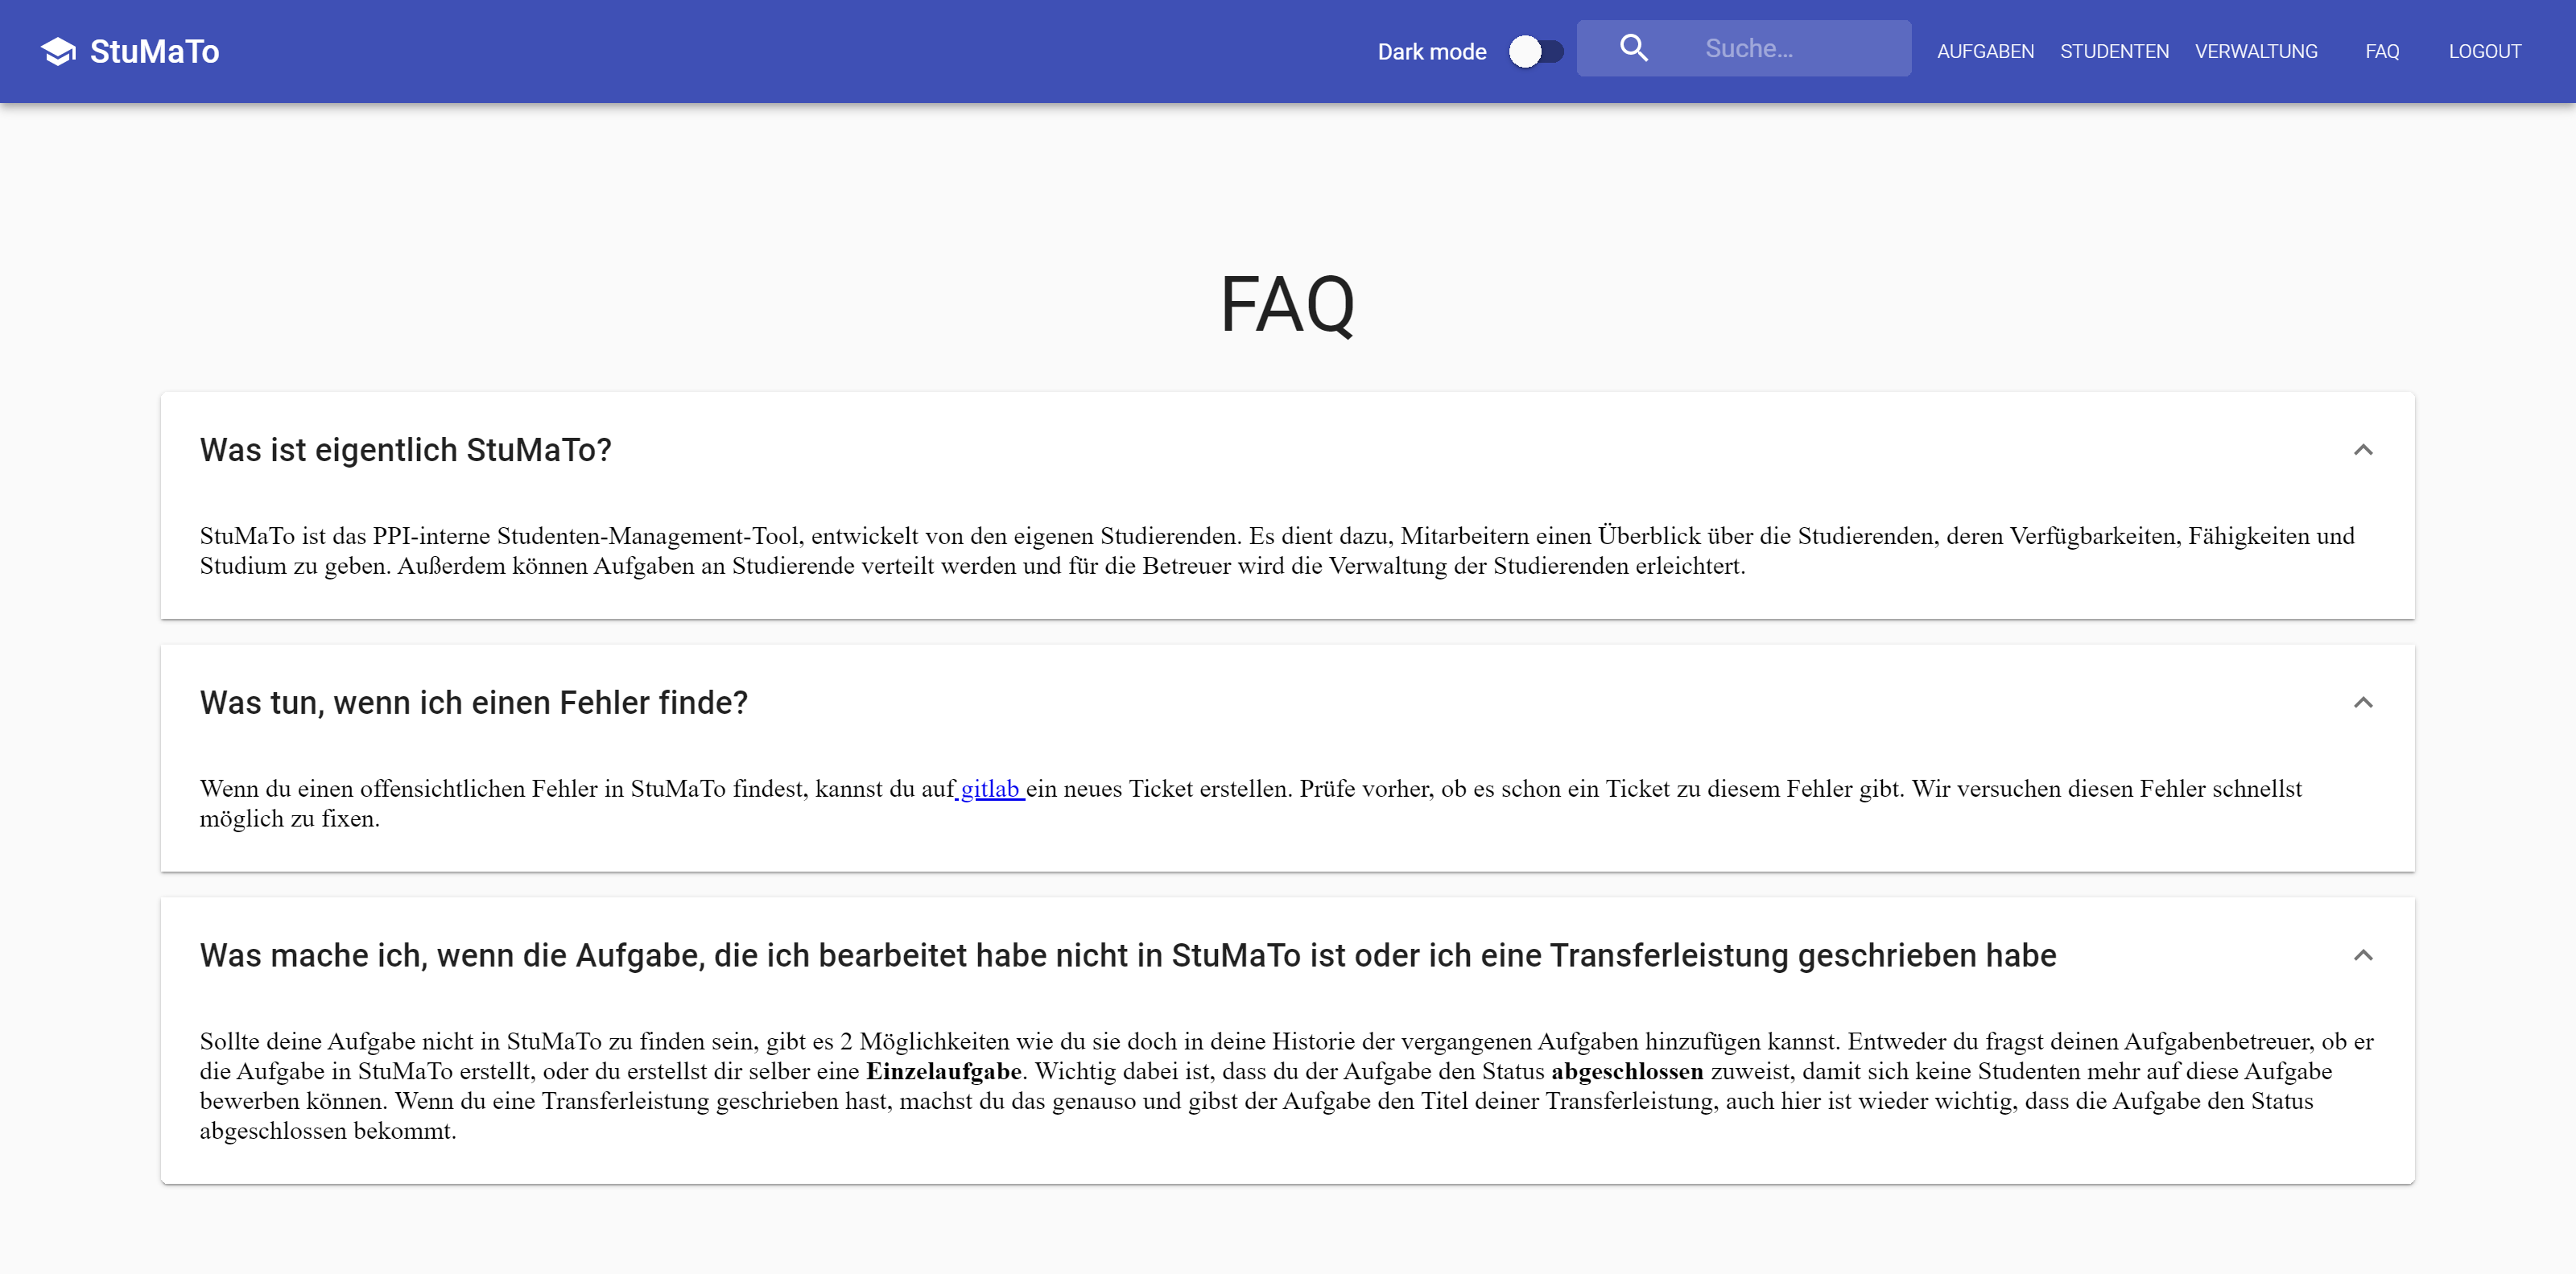 StuMaTo
Dark mode
Suche...
AUFGABEN
STUDENTEN
VERWALTUNG
FAQ
LOGOUT
FAQ
Was ist eigentlich StuMaTo?
StuMaTo ist das PPI-interne Studenten-Management-Tool, entwickelt von den eigenen Studierenden. Es dient dazu, Mitarbeitern einen Überblick über die Studierenden, deren Verfügbarkeiten, Fähigkeiten und
Studium zu geben. Außerdem können Aufgaben an Studierende verteilt werden und für die Betreuer wird die Verwaltung der Studierenden erleichtert.
Was tun, wenn ich einen Fehler finde?
Wenn du einen offensichtlichen Fehler in StuMaTo findest, kannst du auf gitlab ein neues Ticket erstellen. Prüfe vorher, ob es schon ein Ticket zu diesem Fehler gibt. Wir versuchen diesen Fehler schnellst
möglich zu fixen.
Was mache ich, wenn die Aufgabe, die ich bearbeitet habe nicht in StuMaTo ist oder ich eine Transferleistung geschrieben habe
Sollte deine Aufgabe nicht in StuMaTo zu finden sein, gibt es 2 Möglichkeiten wie du sie doch in deine Historie der vergangenen Aufgaben hinzufügen kannst. Entweder du fragst deinen Aufgabenbetreuer, ob er
die Aufgabe in StuMaTo erstellt, oder du erstellst dir selber eine Einzelaufgabe. Wichtig dabei ist, dass du der Aufgabe den Status abgeschlossen zuweist, damit sich keine Studenten mehr auf diese Aufgabe
bewerben können. Wenn du eine Transferleistung geschrieben hast, machst du das genauso und gibst der Aufgabe den Titel deiner Transferleistung, auch hier ist wieder wichtig, dass die Aufgabe den Status
abgeschlossen bekommt.